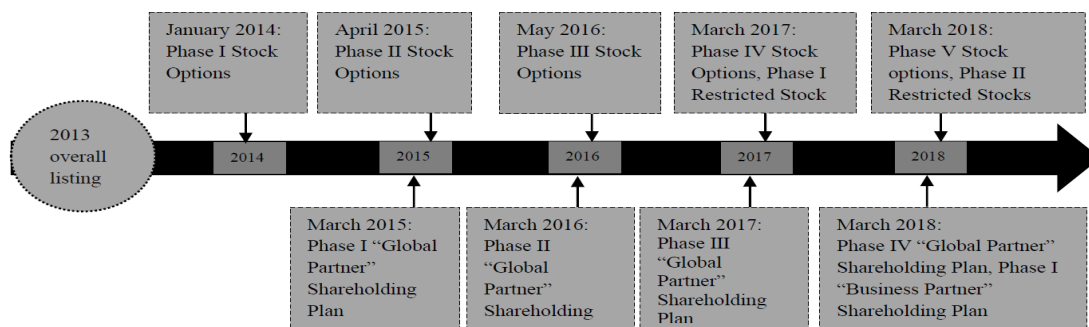 January 2014:
Phase I Stock
Options
April 2015:
Phase II Stock
Options
May 2016:
Phase III Stock
Options
March 2017:
Phase IV Stock
Options, Phase I
Restricted Stock
March 2018:
Phase V Stock
options, Phase II
Restricted Stocks
2013
overall
listing
2014
2015
2016
2017
2018
March 2015:
Phase I “Global
Partner”
Shareholding
Plan
March 2016:
Phase II
“Global
Partner”
Shareholding
March 2017:
Phase III
“Global
Partner”
Shareholding
Plan
March 2018:
Phase IV “Global Partner”
Shareholding Plan, Phase I
“Business Partner”
Shareholding Plan